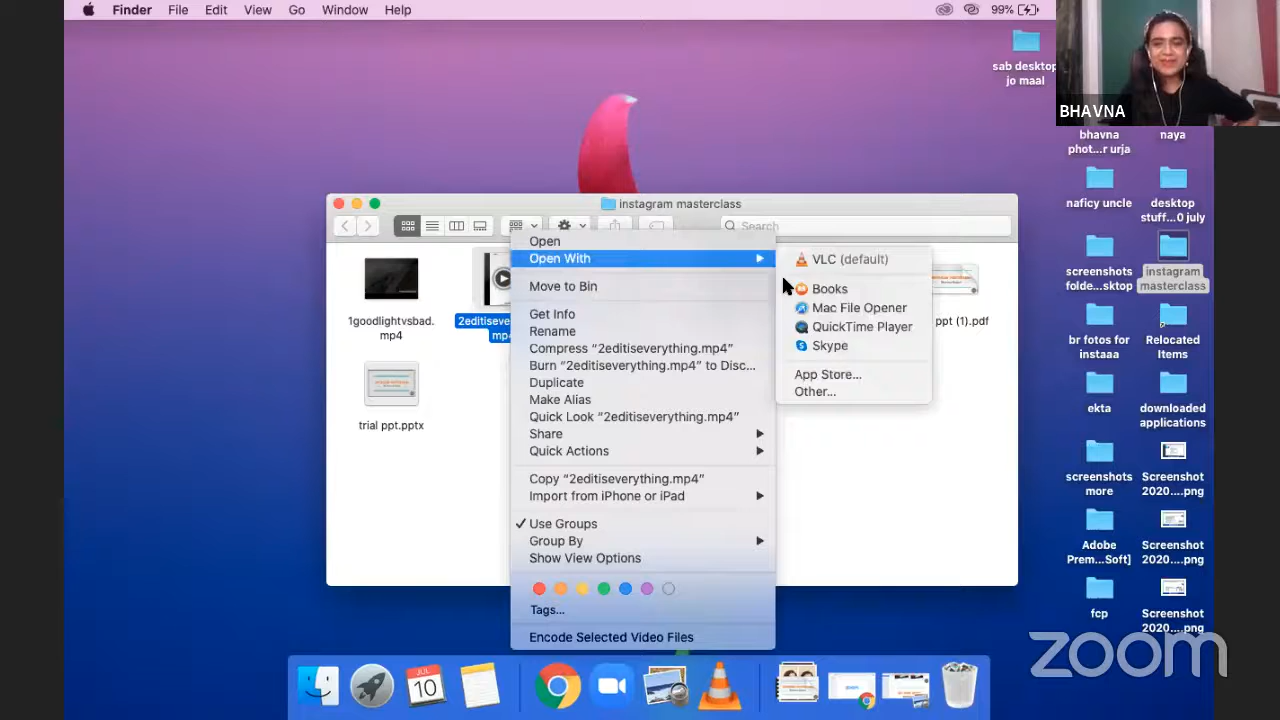 Finder File Edit View Go Window Help
99%
sab desktop
jo maal
BHAVNA
bhavna
phot...r urja
naya
naficy uncle
desktop
stuff...0 july
screenshots
folde...sktop
instagram
masterclass
br fotos for
instaaa
Relocated
Items
ekta
downloaded
applications
screenshots
more
Screenshot
2020....png
Adobe
Prem...Soft]
Screenshot
2020....png
fcp
Screenshot
2020....png
instagram masterclass
Search
1goodlightvsbad.
mp4
2editiseve
mp
ppt (1).pdf
trial ppt.pptx
Open
Open With
Move to Bin
Get Info
Rename
Compress “2editiseverything.mp4”
Burn “2editiseverything.mp4” to Disc...
Duplicate
Make Alias
Quick Look “2editiseverything.mp4”
Share
Quick Actions
Copy “2editiseverything.mp4”
Import from iPhone or iPad
Use Groups
Group By
Show View Options
Tags...
Encode Selected Video Files
VLC (default)
Books
Mac File Opener
QuickTime Player
Skype
App Store...
Other...
JUL
10
zoom